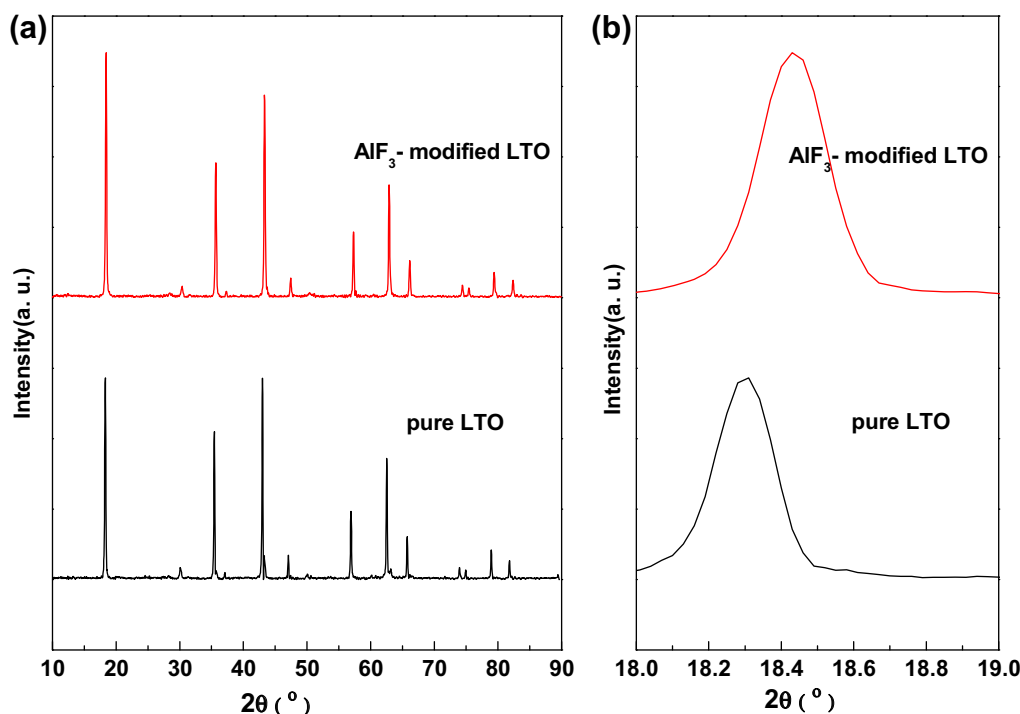 (a)
AlF₃- modified LTO
pure LTO
Intensity(a. u.)
10 20 30 40 50 60 70 80 90
2θ ( ° )
(b)
AlF₃- modified LTO
pure LTO
Intensity(a. u.)
18.0 18.2 18.4 18.6 18.8 19.0
2θ ( ° )